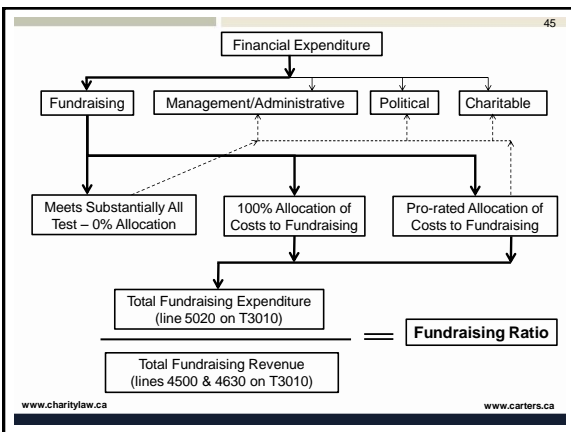 45
Financial Expenditure
Fundraising
Management/Administrative
Political
Charitable
Meets Substantially All
Test – 0% Allocation
100% Allocation of
Costs to Fundraising
Pro-rated Allocation of
Costs to Fundraising
Total Fundraising Expenditure
(line 5020 on T3010)
=
Fundraising Ratio
Total Fundraising Revenue
(lines 4500 & 4630 on T3010)
www.charitylaw.ca
www.carters.ca